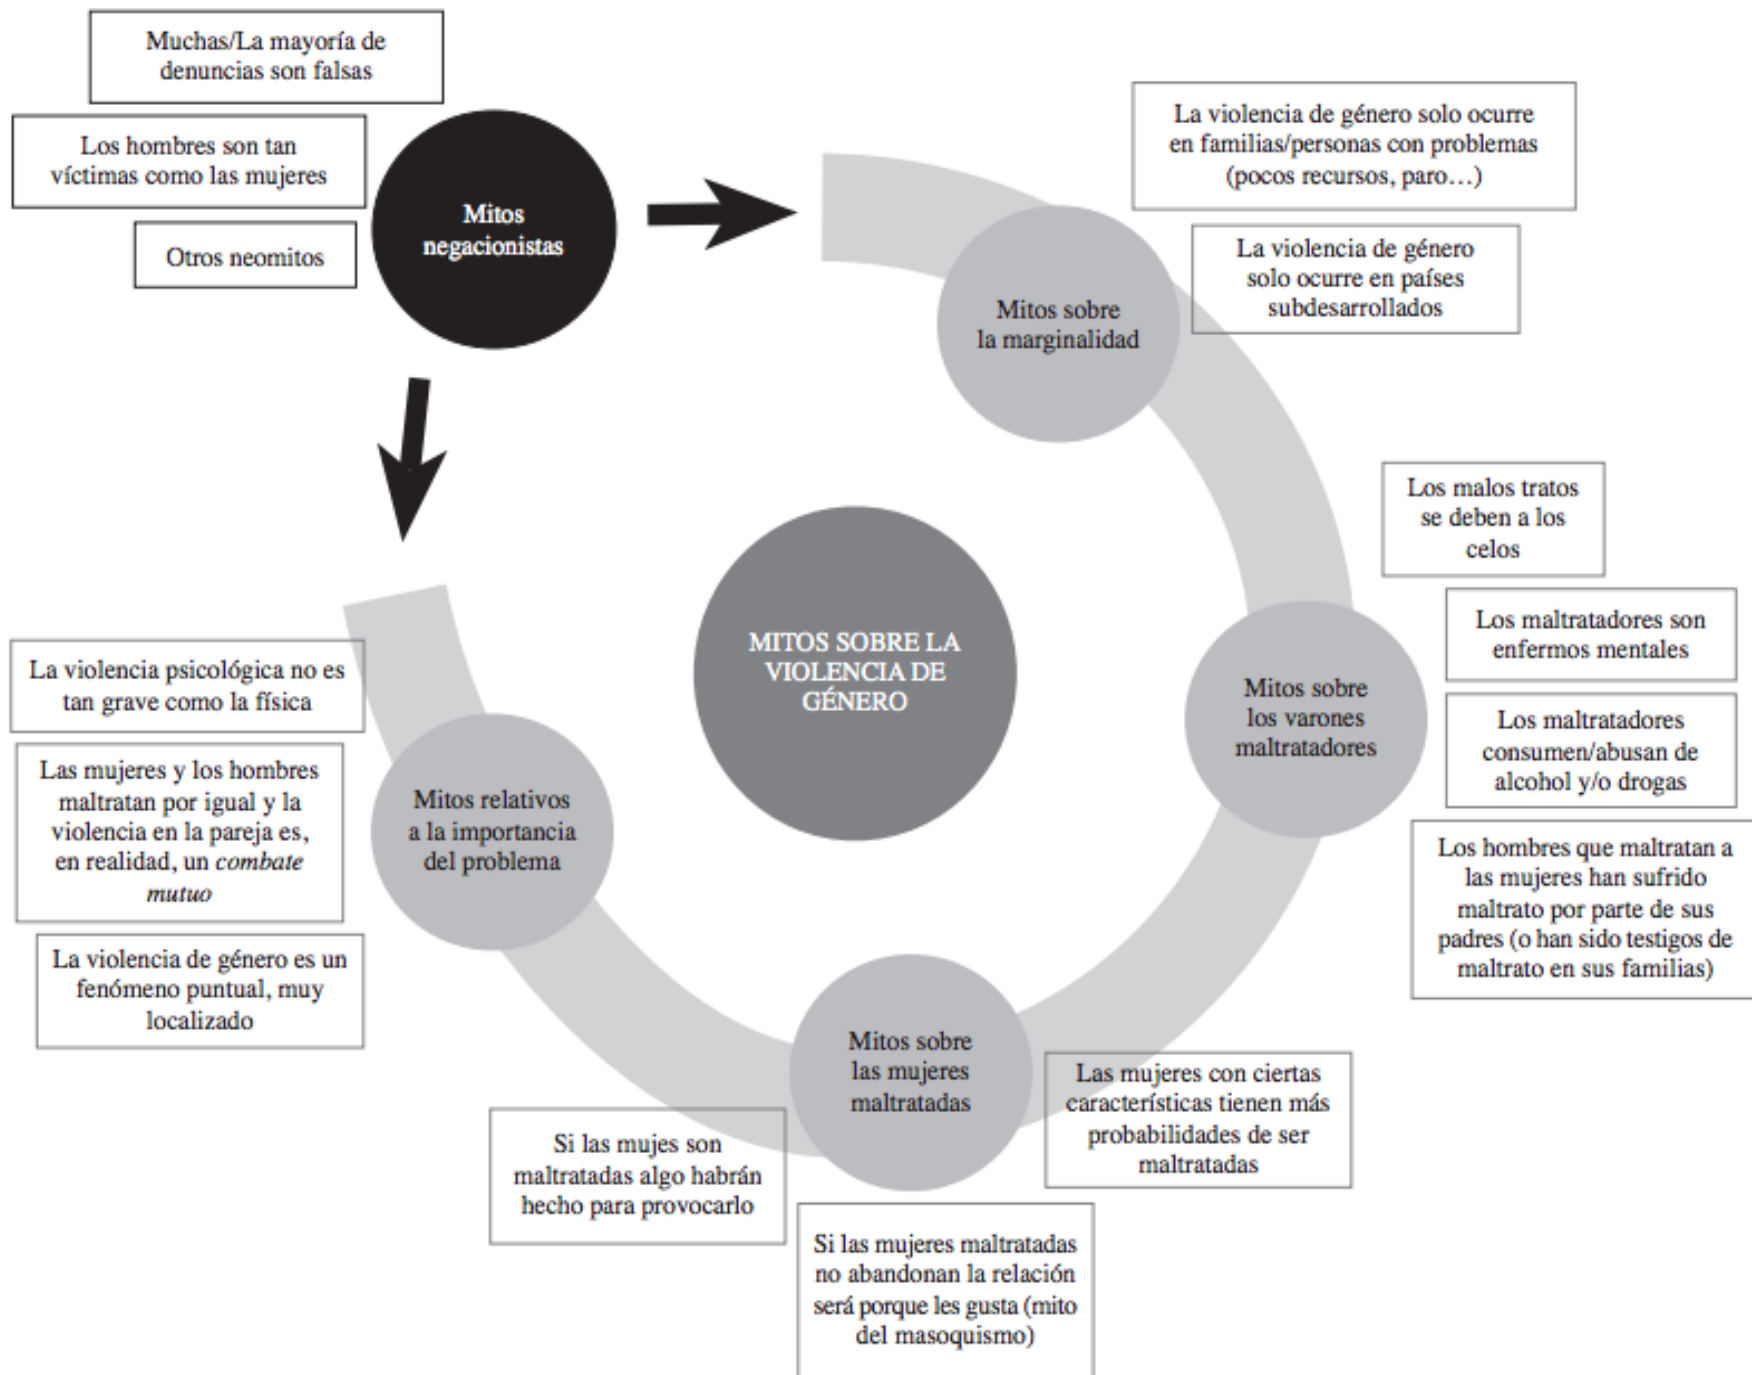 Muchas/La mayoría de
denuncias son falsas
Los hombres son tan
víctimas como las mujeres
Otros neomitos
Mitos
negacionistas
La violencia de género solo ocurre
en familias/personas con problemas
(pocos recursos, paro…)
La violencia de género
solo ocurre en países
subdesarrollados
Mitos sobre
la marginalidad
Los malos tratos
se deben a los
celos
Los maltratadores son
enfermos mentales
Los maltratadores
consumen/abusan de
alcohol y/o drogas
Los hombres que maltratan a
las mujeres han sufrido
maltrato por parte de sus
padres (o han sido testigos de
maltrato en sus familias)
Mitos sobre
los varones
maltratadores
MITOS SOBRE LA
VIOLENCIA DE
GÉNERO
La violencia psicológica no es
tan grave como la física
Las mujeres y los hombres
maltratan por igual y la
violencia en la pareja es,
en realidad, un combate
mutuo
La violencia de género es un
fenómeno puntual, muy
localizado
Mitos relativos
a la importancia
del problema
Mitos sobre
las mujeres
maltratadas
Las mujeres con ciertas
características tienen más
probabilidades de ser
maltratadas
Si las mujes son
maltratadas algo habrán
hecho para provocarlo
Si las mujeres maltratadas
no abandonan la relación
será porque les gusta (mito
del masoquismo)